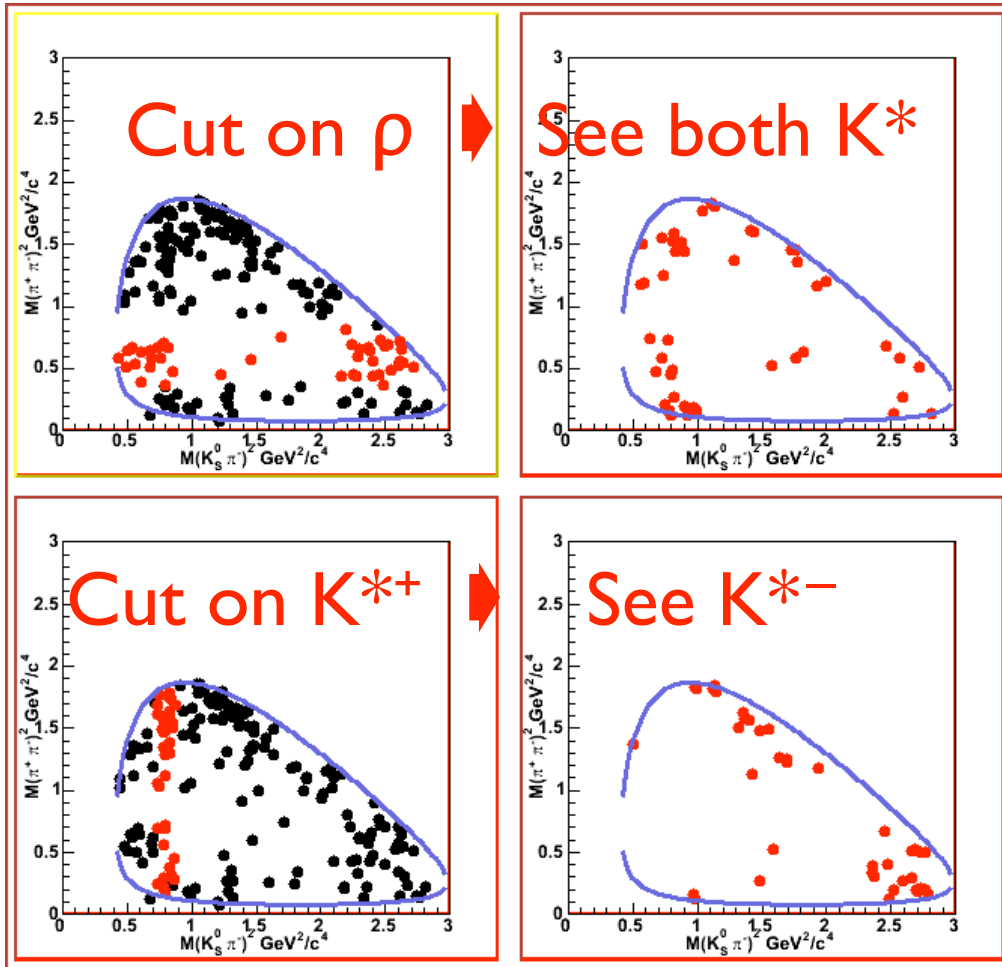 Cut on ρ
See both K*
3
2.5
2
1.5
1
0.5
0
M(π⁺ π⁻)² GeV²/c⁴
0 0.5 1 1.5 2 2.5 3
M(K⁰_S π⁻)² GeV²/c⁴
3
2.5
2
1.5
1
0.5
0
M(π⁺ π⁻)² GeV²/c⁴
0 0.5 1 1.5 2 2.5 3
M(K⁰_S π⁻)² GeV²/c⁴
Cut on K*⁺
See K*⁻
3
2.5
2
1.5
1
0.5
0
M(π⁺ π⁻)² GeV²/c⁴
0 0.5 1 1.5 2 2.5 3
M(K⁰_S π⁻)² GeV²/c⁴
3
2.5
2
1.5
1
0.5
0
M(π⁺ π⁻)² GeV²/c⁴
0 0.5 1 1.5 2 2.5 3
M(K⁰_S π⁻)² GeV²/c⁴